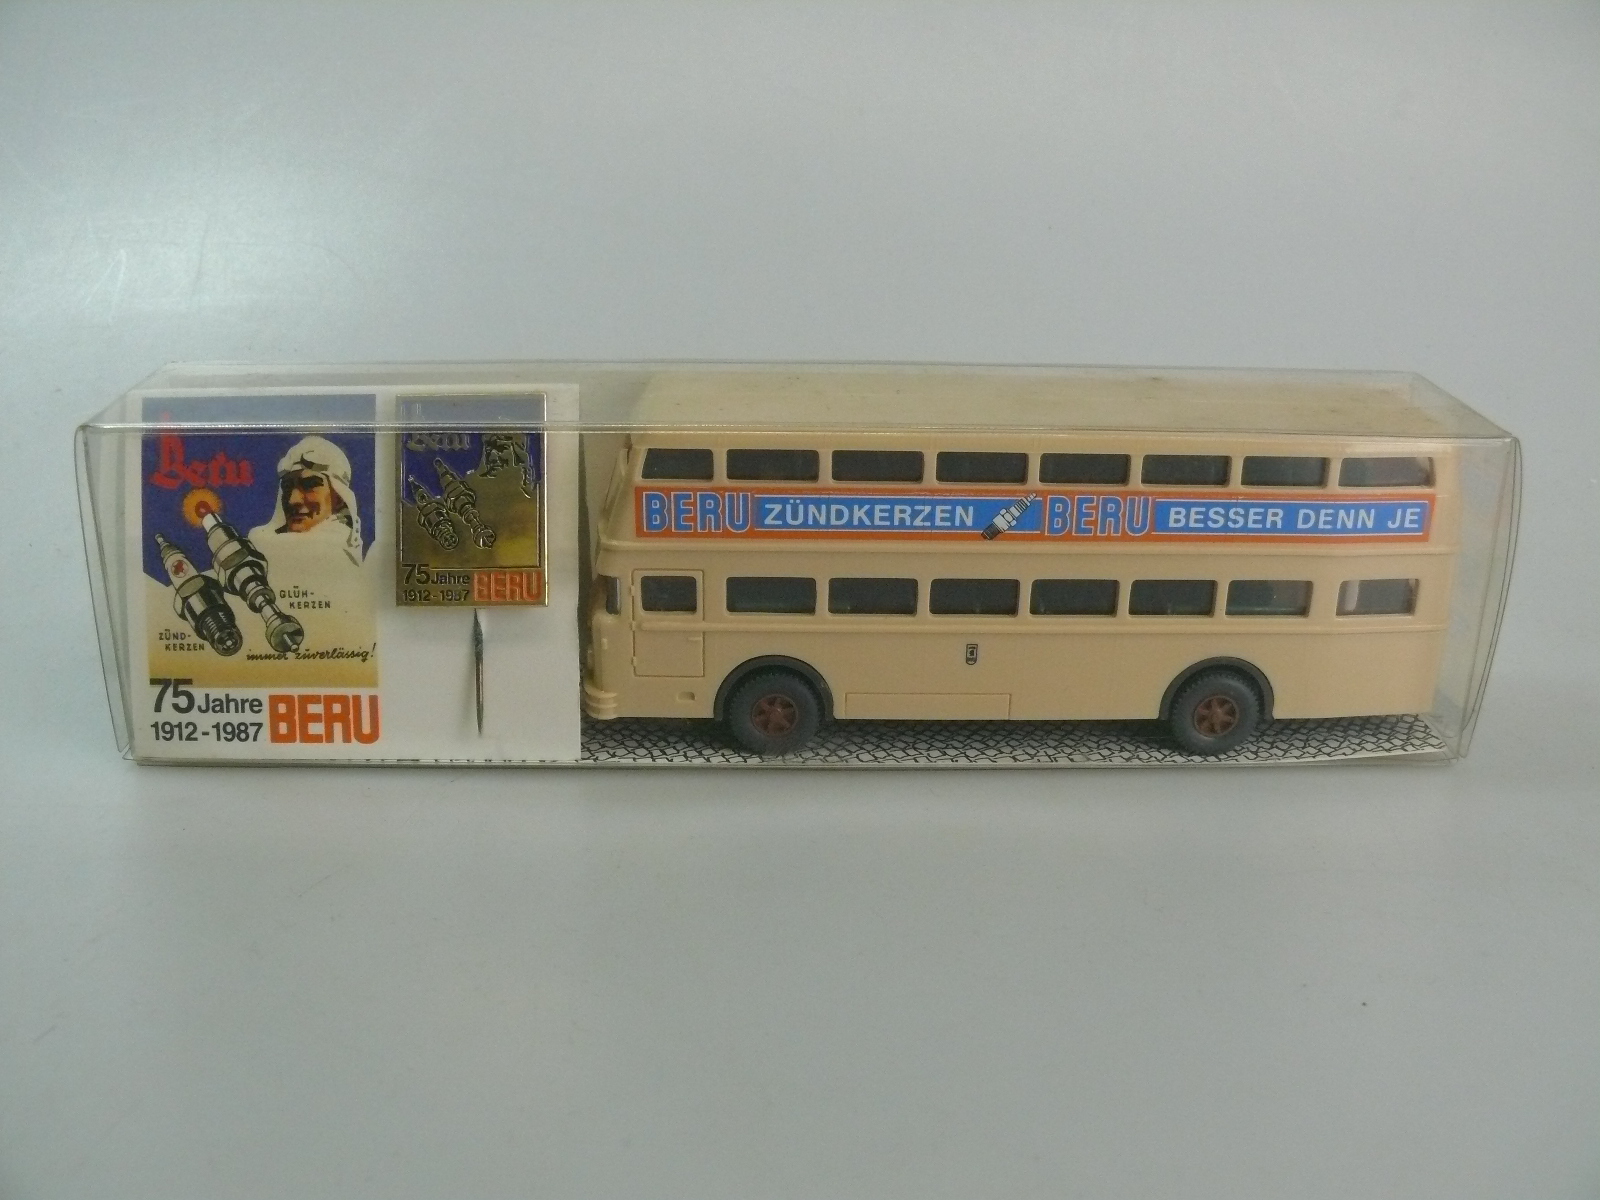 Beru
GLÜH-
KERZEN
ZÜND-
KERZEN
immer zuverlässig!
75 Jahre
1912-1987 BERU
Beru
75 Jahre
1912-1987 BERU
BERU ZÜNDKERZEN BERU BESSER DENN JE